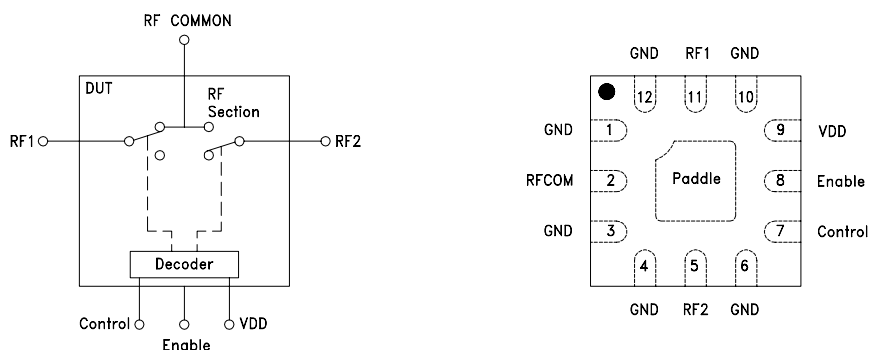 RF COMMON
DUT
RF
Section
RF1
RF2
Decoder
Control
VDD
Enable
GND RF1 GND
12 11 10
GND 1 9 VDD
RFCOM 2 Paddle 8 Enable
GND 3 7 Control
4 5 6
GND RF2 GND